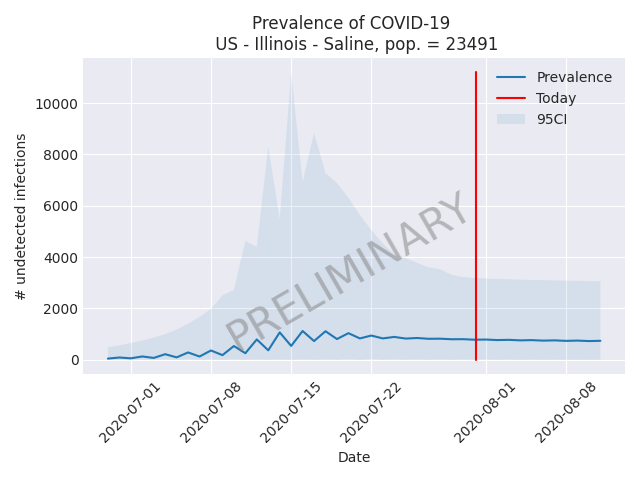 Prevalence of COVID-19
US - Illinois - Saline, pop. = 23491
Prevalence
Today
95CI
10000
8000
6000
4000
2000
0
# undetected infections
PRELIMINARY
2020-07-01
2020-07-08
2020-07-15
2020-07-22
2020-08-01
2020-08-08
Date